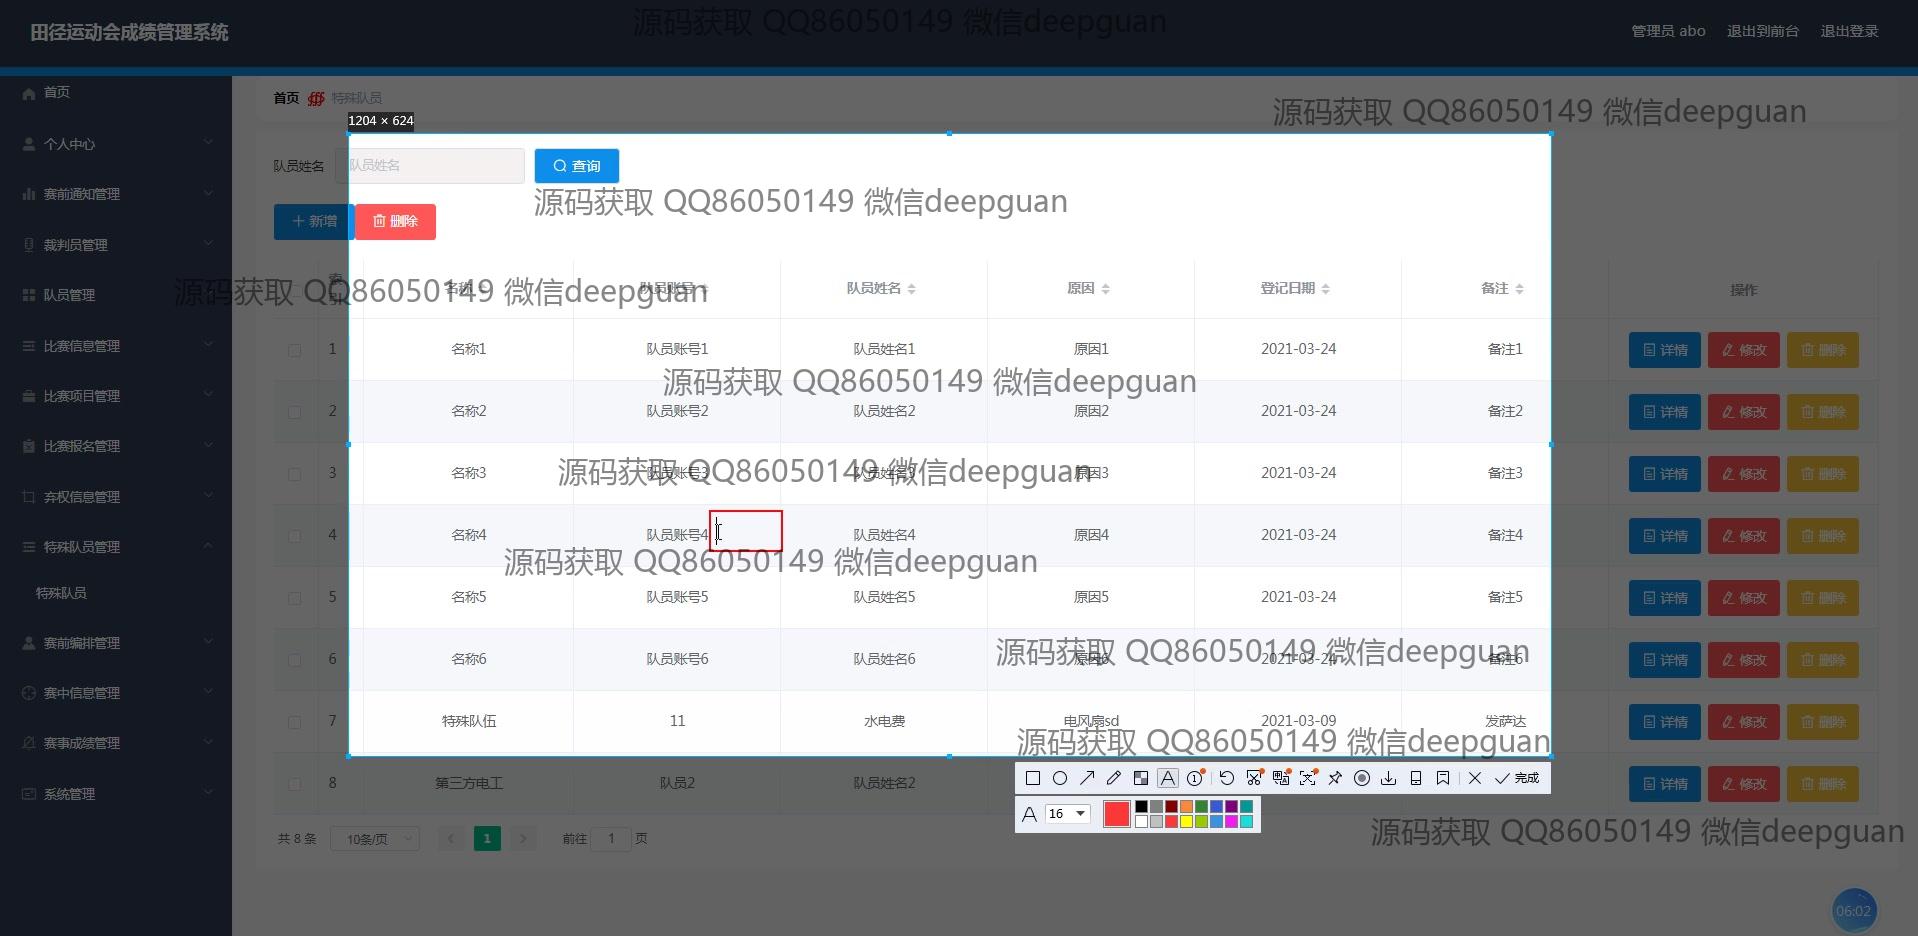 田径运动会成绩管理系统
源码获取 QQ86050149 微信deepguan
管理员 abo 退出到前台 退出登录
首页
首页 特殊队员
1204 × 624
源码获取 QQ86050149 微信deepguan
个人中心
队员姓名 队员姓名 查询
赛前通知管理
源码获取 QQ86050149 微信deepguan
新增 删除
裁判员管理
源码获取 QQ86050149 微信deepguan
名称 队员账号 队员姓名 原因 登记日期 备注 操作
队员管理
比赛信息管理
1 名称1 队员账号1 队员姓名1 原因1 2021-03-24 备注1 详情 修改 删除
源码获取 QQ86050149 微信deepguan
比赛项目管理
2 名称2 队员账号2 队员姓名2 原因2 2021-03-24 备注2 详情 修改 删除
比赛报名管理
源码获取 QQ86050149 微信deepguan
3 名称3 队员账号3 队员姓名3 原因3 2021-03-24 备注3 详情 修改 删除
弃权信息管理
4 名称4 队员账号4 队员姓名4 原因4 2021-03-24 备注4 详情 修改 删除
特殊队员管理
源码获取 QQ86050149 微信deepguan
特殊队员
5 名称5 队员账号5 队员姓名5 原因5 2021-03-24 备注5 详情 修改 删除
赛前编排管理
源码获取 QQ86050149 微信deepguan
6 名称6 队员账号6 队员姓名6 原因6 2021-03-24 备注6 详情 修改 删除
赛中信息管理
7 特殊队伍 11 水电费 电风扇sd 2021-03-09 发萨达 详情 修改 删除
赛事成绩管理
源码获取 QQ86050149 微信deepguan
完成
8 第三方电工 队员2 队员姓名2 详情 修改 删除
系统管理
A 16
源码获取 QQ86050149 微信deepguan
共 8 条 10条/页 1 前往 1 页
06:02